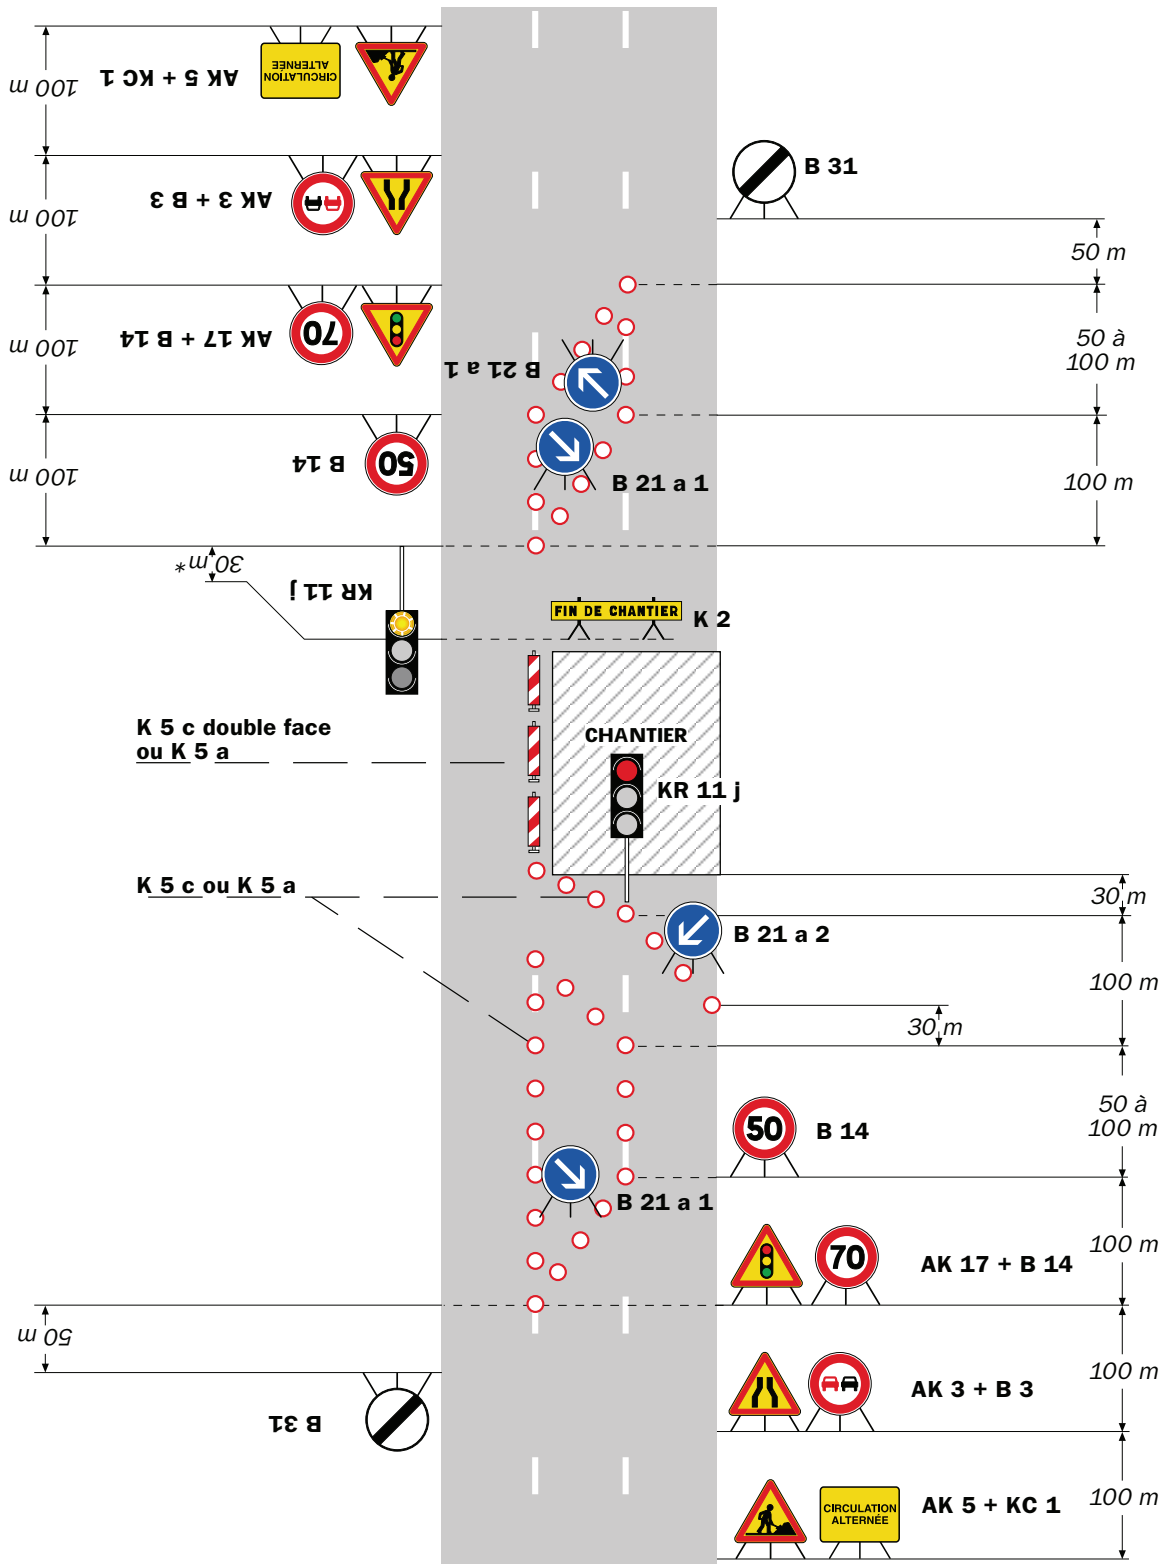 100 m
AK 5 + KC 1
CIRCULATION
ALTERNÉE
100 m
AK 3 + B 3
B 31
50 m
100 m
AK 17 + B 14
70
B 21 a 1
50 à
100 m
100 m
B 14
50
B 21 a 1
100 m
30 m*
KR 11 j
FIN DE CHANTIER
K 2
K 5 c double face
ou K 5 a
CHANTIER
KR 11 j
K 5 c ou K 5 a
30 m
B 21 a 2
100 m
30 m
50
B 14
50 à
100 m
B 21 a 1
70
AK 17 + B 14
100 m
50 m
B 31
AK 3 + B 3
100 m
CIRCULATION
ALTERNÉE
AK 5 + KC 1
100 m